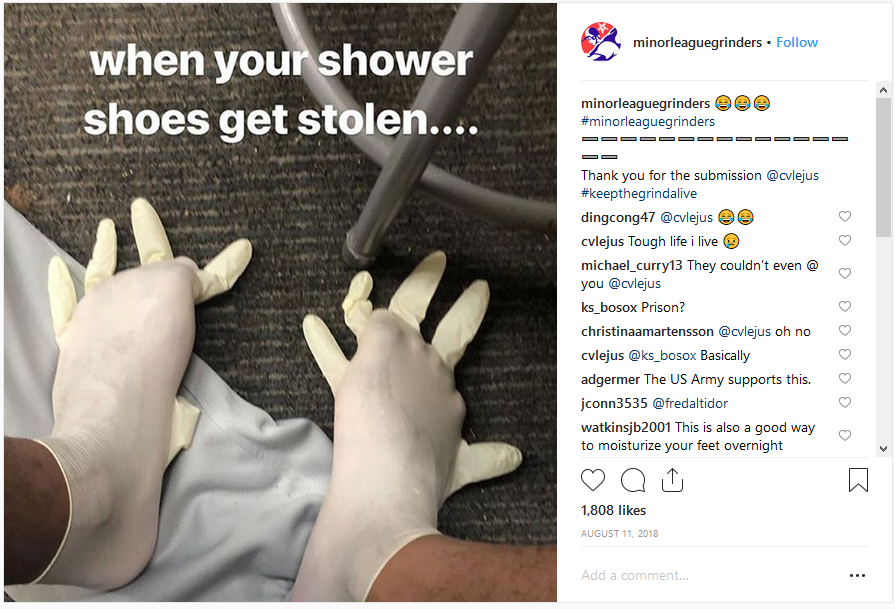 when your shower
shoes get stolen....
minorleaguegrinders • Follow
minorleaguegrinders 😂😂😂
#minorleaguegrinders
➖➖➖➖➖➖➖➖➖➖➖➖➖➖
➖➖
Thank you for the submission @cvlejus
#keepthegrindalive
dingcong47 @cvlejus 😂😂
cvlejus Tough life i live 😢
michael_curry13 They couldn't even @
you @cvlejus
ks_bosox Prison?
christinaamartensson @cvlejus oh no
cvlejus @ks_bosox Basically
adgermer The US Army supports this.
jconn3535 @fredaltidor
watkinsjb2001 This is also a good way
to moisturize your feet overnight
1,808 likes
AUGUST 11, 2018
Add a comment...